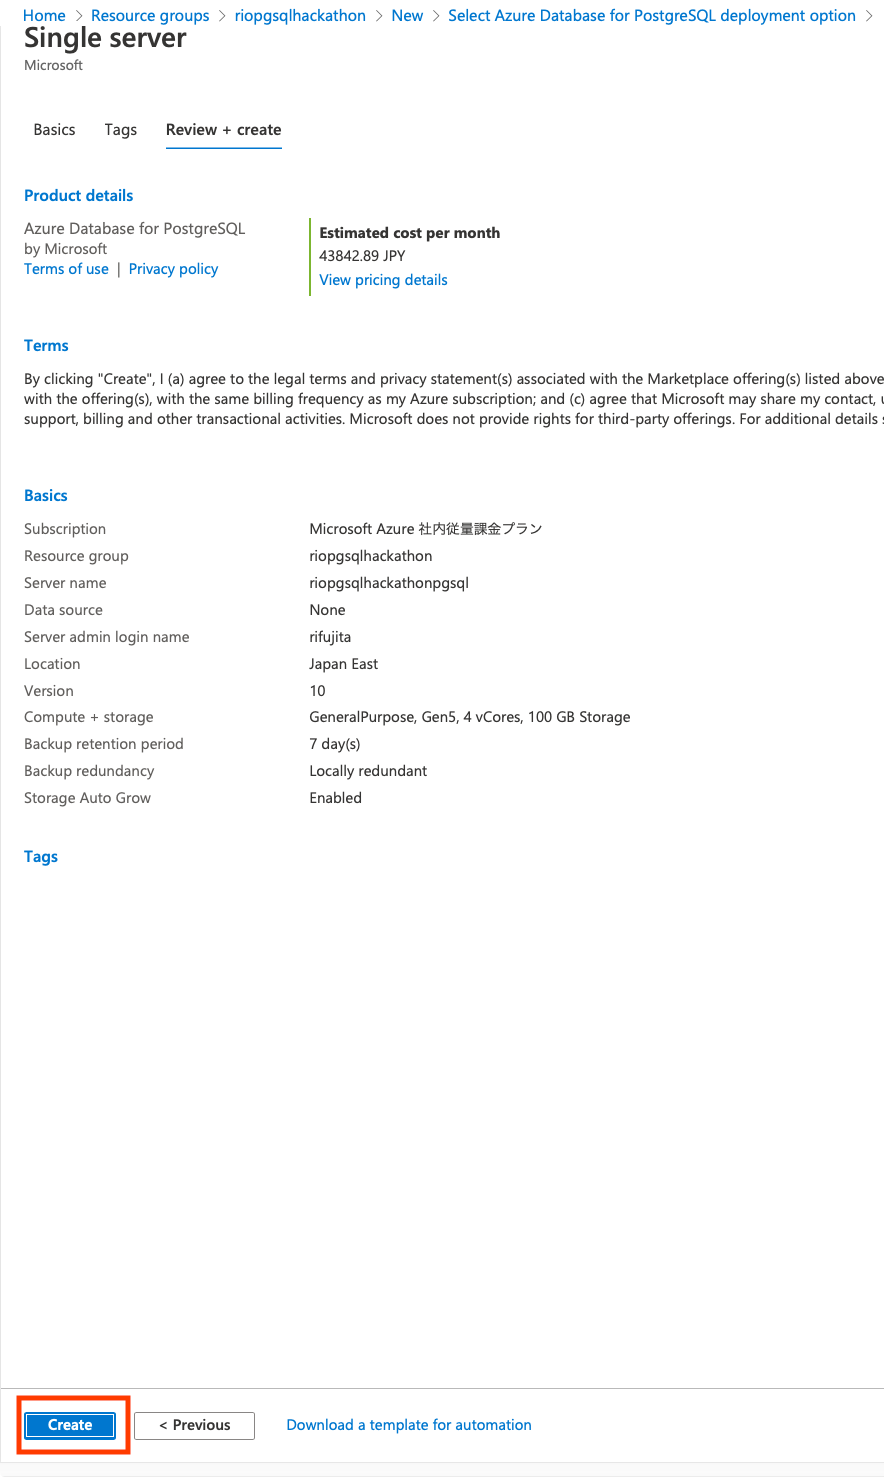 Home > Resource groups > riopgsqlhackathon > New > Select Azure Database for PostgreSQL deployment option >
Single server
Microsoft
Basics Tags Review + create
Product details
Azure Database for PostgreSQL
by Microsoft
Terms of use | Privacy policy
Estimated cost per month
43842.89 JPY
View pricing details
Terms
By clicking "Create", I (a) agree to the legal terms and privacy statement(s) associated with the Marketplace offering(s) listed above
with the offering(s), with the same billing frequency as my Azure subscription; and (c) agree that Microsoft may share my contact,
support, billing and other transactional activities. Microsoft does not provide rights for third-party offerings. For additional details
Basics
Subscription Microsoft Azure 社内従量課金プラン
Resource group riopgsqlhackathon
Server name riopgsqlhackathonpgsql
Data source None
Server admin login name rifujita
Location Japan East
Version 10
Compute + storage GeneralPurpose, Gen5, 4 vCores, 100 GB Storage
Backup retention period 7 day(s)
Backup redundancy Locally redundant
Storage Auto Grow Enabled
Tags
Create < Previous Download a template for automation